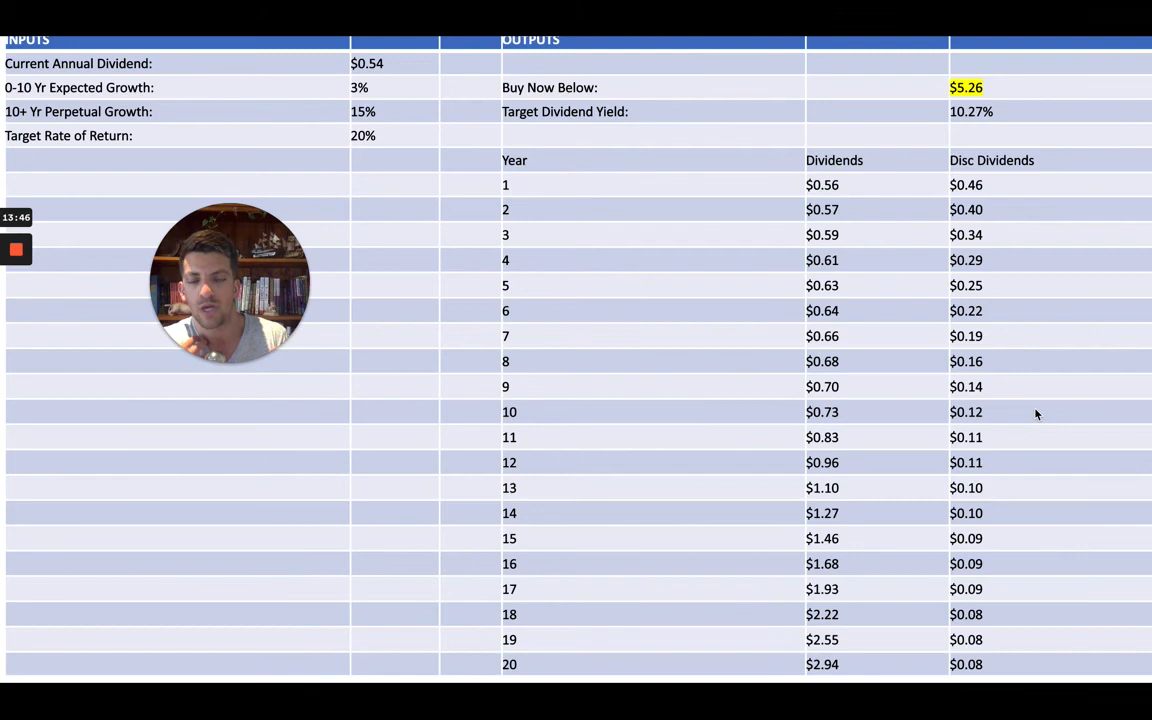 INPUTS OUTPUTS
Current Annual Dividend: $0.54
0-10 Yr Expected Growth: 3% Buy Now Below: $5.26
10+ Yr Perpetual Growth: 15% Target Dividend Yield: 10.27%
Target Rate of Return: 20%
Year Dividends Disc Dividends
1 $0.56 $0.46
13:46 2 $0.57 $0.40
3 $0.59 $0.34
4 $0.61 $0.29
5 $0.63 $0.25
6 $0.64 $0.22
7 $0.66 $0.19
8 $0.68 $0.16
9 $0.70 $0.14
10 $0.73 $0.12
11 $0.83 $0.11
12 $0.96 $0.11
13 $1.10 $0.10
14 $1.27 $0.10
15 $1.46 $0.09
16 $1.68 $0.09
17 $1.93 $0.09
18 $2.22 $0.08
19 $2.55 $0.08
20 $2.94 $0.08